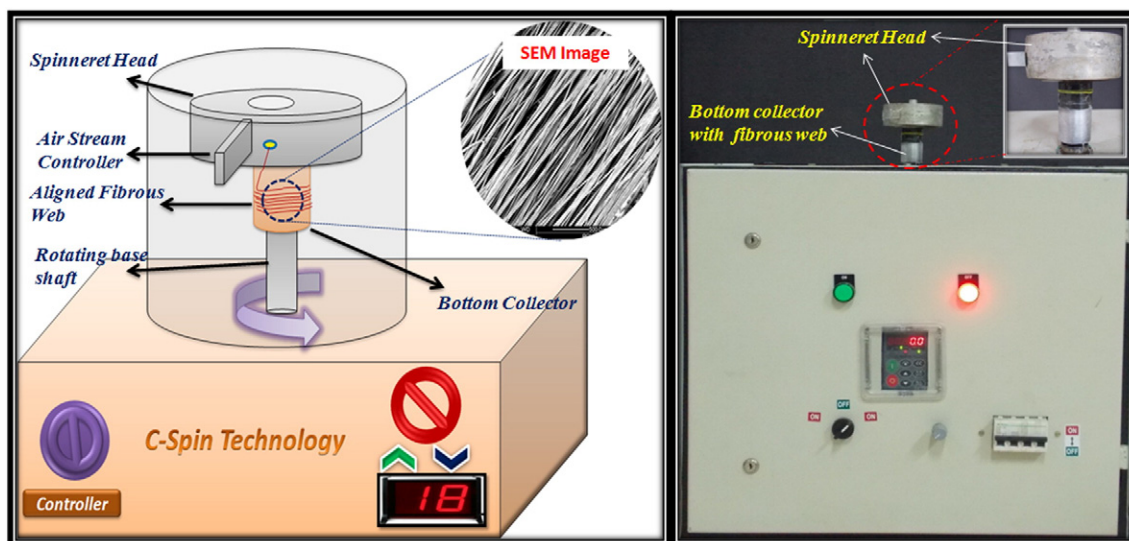 Spinneret Head
Air Stream
Controller
Aligned Fibrous
Web
Rotating base
shaft
SEM Image
Bottom Collector
C-Spin Technology
Controller
18
Spinneret Head
Bottom collector
with fibrous web
OFF
ON
ON
ON
OFF